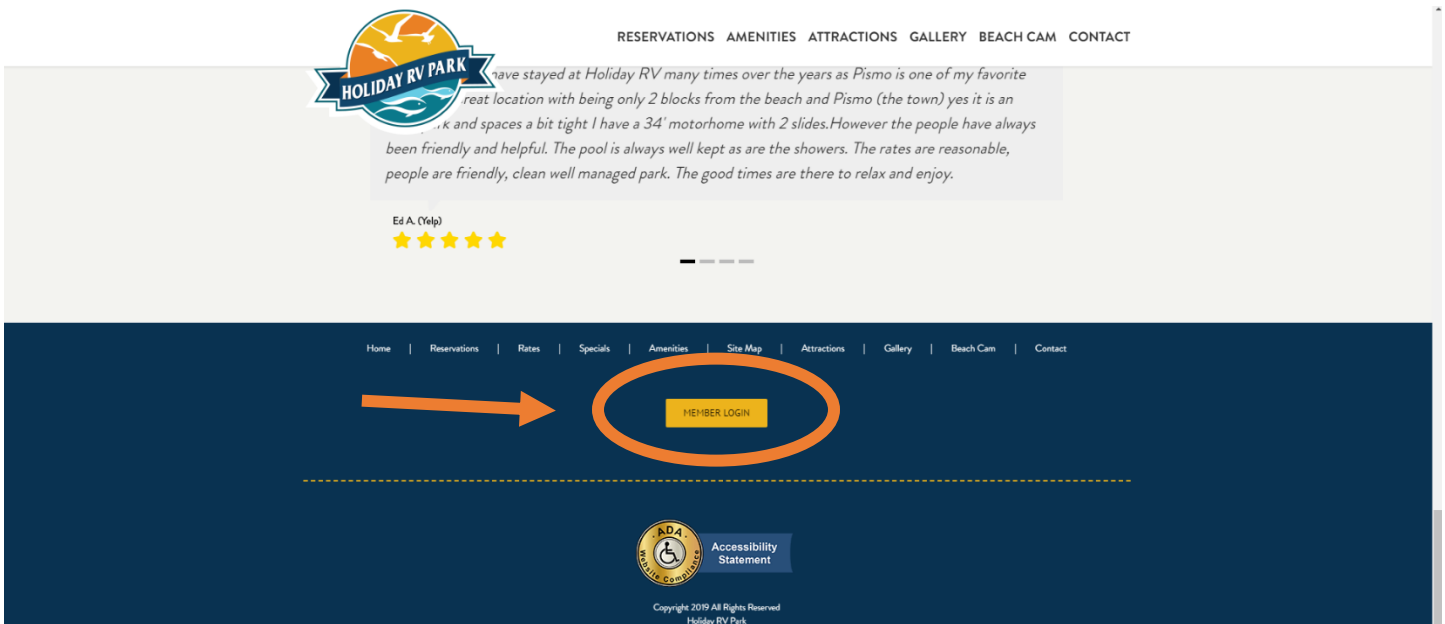 HOLIDAY RV PARK
RESERVATIONS AMENITIES ATTRACTIONS GALLERY BEACH CAM CONTACT
have stayed at Holiday RV many times over the years as Pismo is one of my favorite
reat location with being only 2 blocks from the beach and Pismo (the town) yes it is an
and spaces a bit tight I have a 34' motorhome with 2 slides.However the people have always
been friendly and helpful. The pool is always well kept as are the showers. The rates are reasonable,
people are friendly, clean well managed park. The good times are there to relax and enjoy.
Ed A. (Yelp)
Home | Reservations | Rates | Specials | Amenities | Site Map | Attractions | Gallery | Beach Cam | Contact
MEMBER LOGIN
ADA
Website Compliance
Accessibility
Statement
Copyright 2019 All Rights Reserved
Holiday RV Park